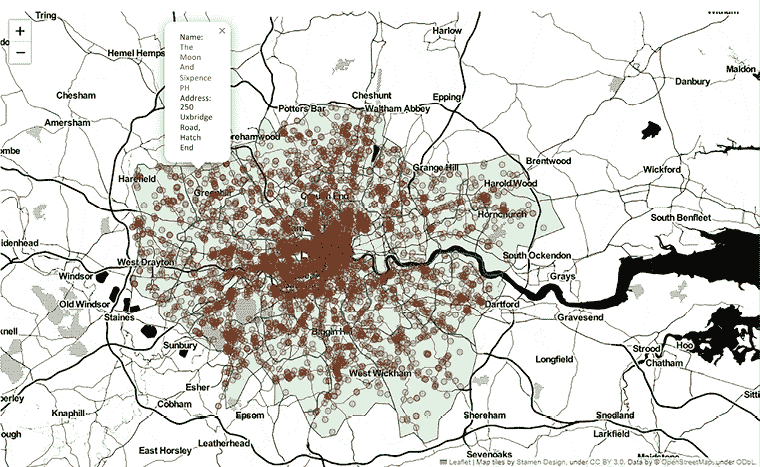 Tring
+
−
Harlow
Maldon
×
Name:
The
Moon
And
Sixpence
PH
Address:
250
Uxbridge
Road,
Hatch
End
Hemel Hemps
Danbury
Chesham
Cheshunt
Epping
Potters Bar
Waltham Abbey
Amersham
rehamwood
Grange Hill
Brentwood
Wickford
Harefield
Harold Wood
Hornchurch
South Benfleet
idenhead
West Drayton
South Ockendon
Windsor
Grays
Old Windsor
Dartford
Staines
Gravesend
Biggin Hill
Sunbury
Strood
Hoo
Longfield
Chatham
West Wickham
Esher
Cobham
Knaphill
Epsom
Shereham
Snodland
Larkfield
Leatherhead
East Horsley
Sevenoaks
Leaflet | Map tiles by Stamen Design, under CC BY 3.0. Data by © OpenStreetMap, under ODbL.